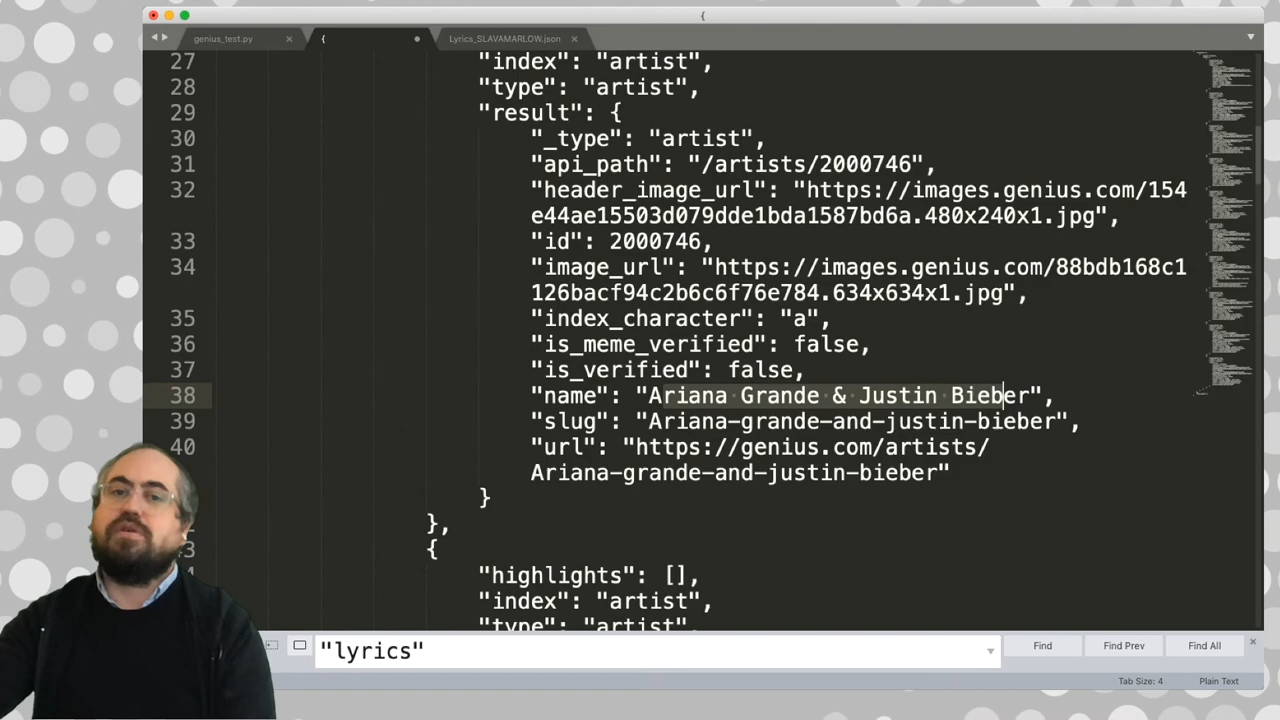 {
genius_test.py
{
Lyrics_SLAVAMARLOW.json
27 "index": "artist",
28 "type": "artist",
29 "result": {
30 "_type": "artist",
31 "api_path": "/artists/2000746",
32 "header_image_url": "https://images.genius.com/154
e44ae15503d079dde1bda1587bd6a.480x240x1.jpg",
33 "id": 2000746,
34 "image_url": "https://images.genius.com/88bdb168c1
126bacf94c2b6c6f76e784.634x634x1.jpg",
35 "index_character": "a",
36 "is_meme_verified": false,
37 "is_verified": false,
38 "name": "Ariana Grande & Justin Bieber",
39 "slug": "Ariana-grande-and-justin-bieber",
40 "url": "https://genius.com/artists/
Ariana-grande-and-justin-bieber"
}
},
{
"highlights": [],
"index": "artist",
"type": "artist",
"lyrics"
Find
Find Prev
Find All
Tab Size: 4
Plain Text